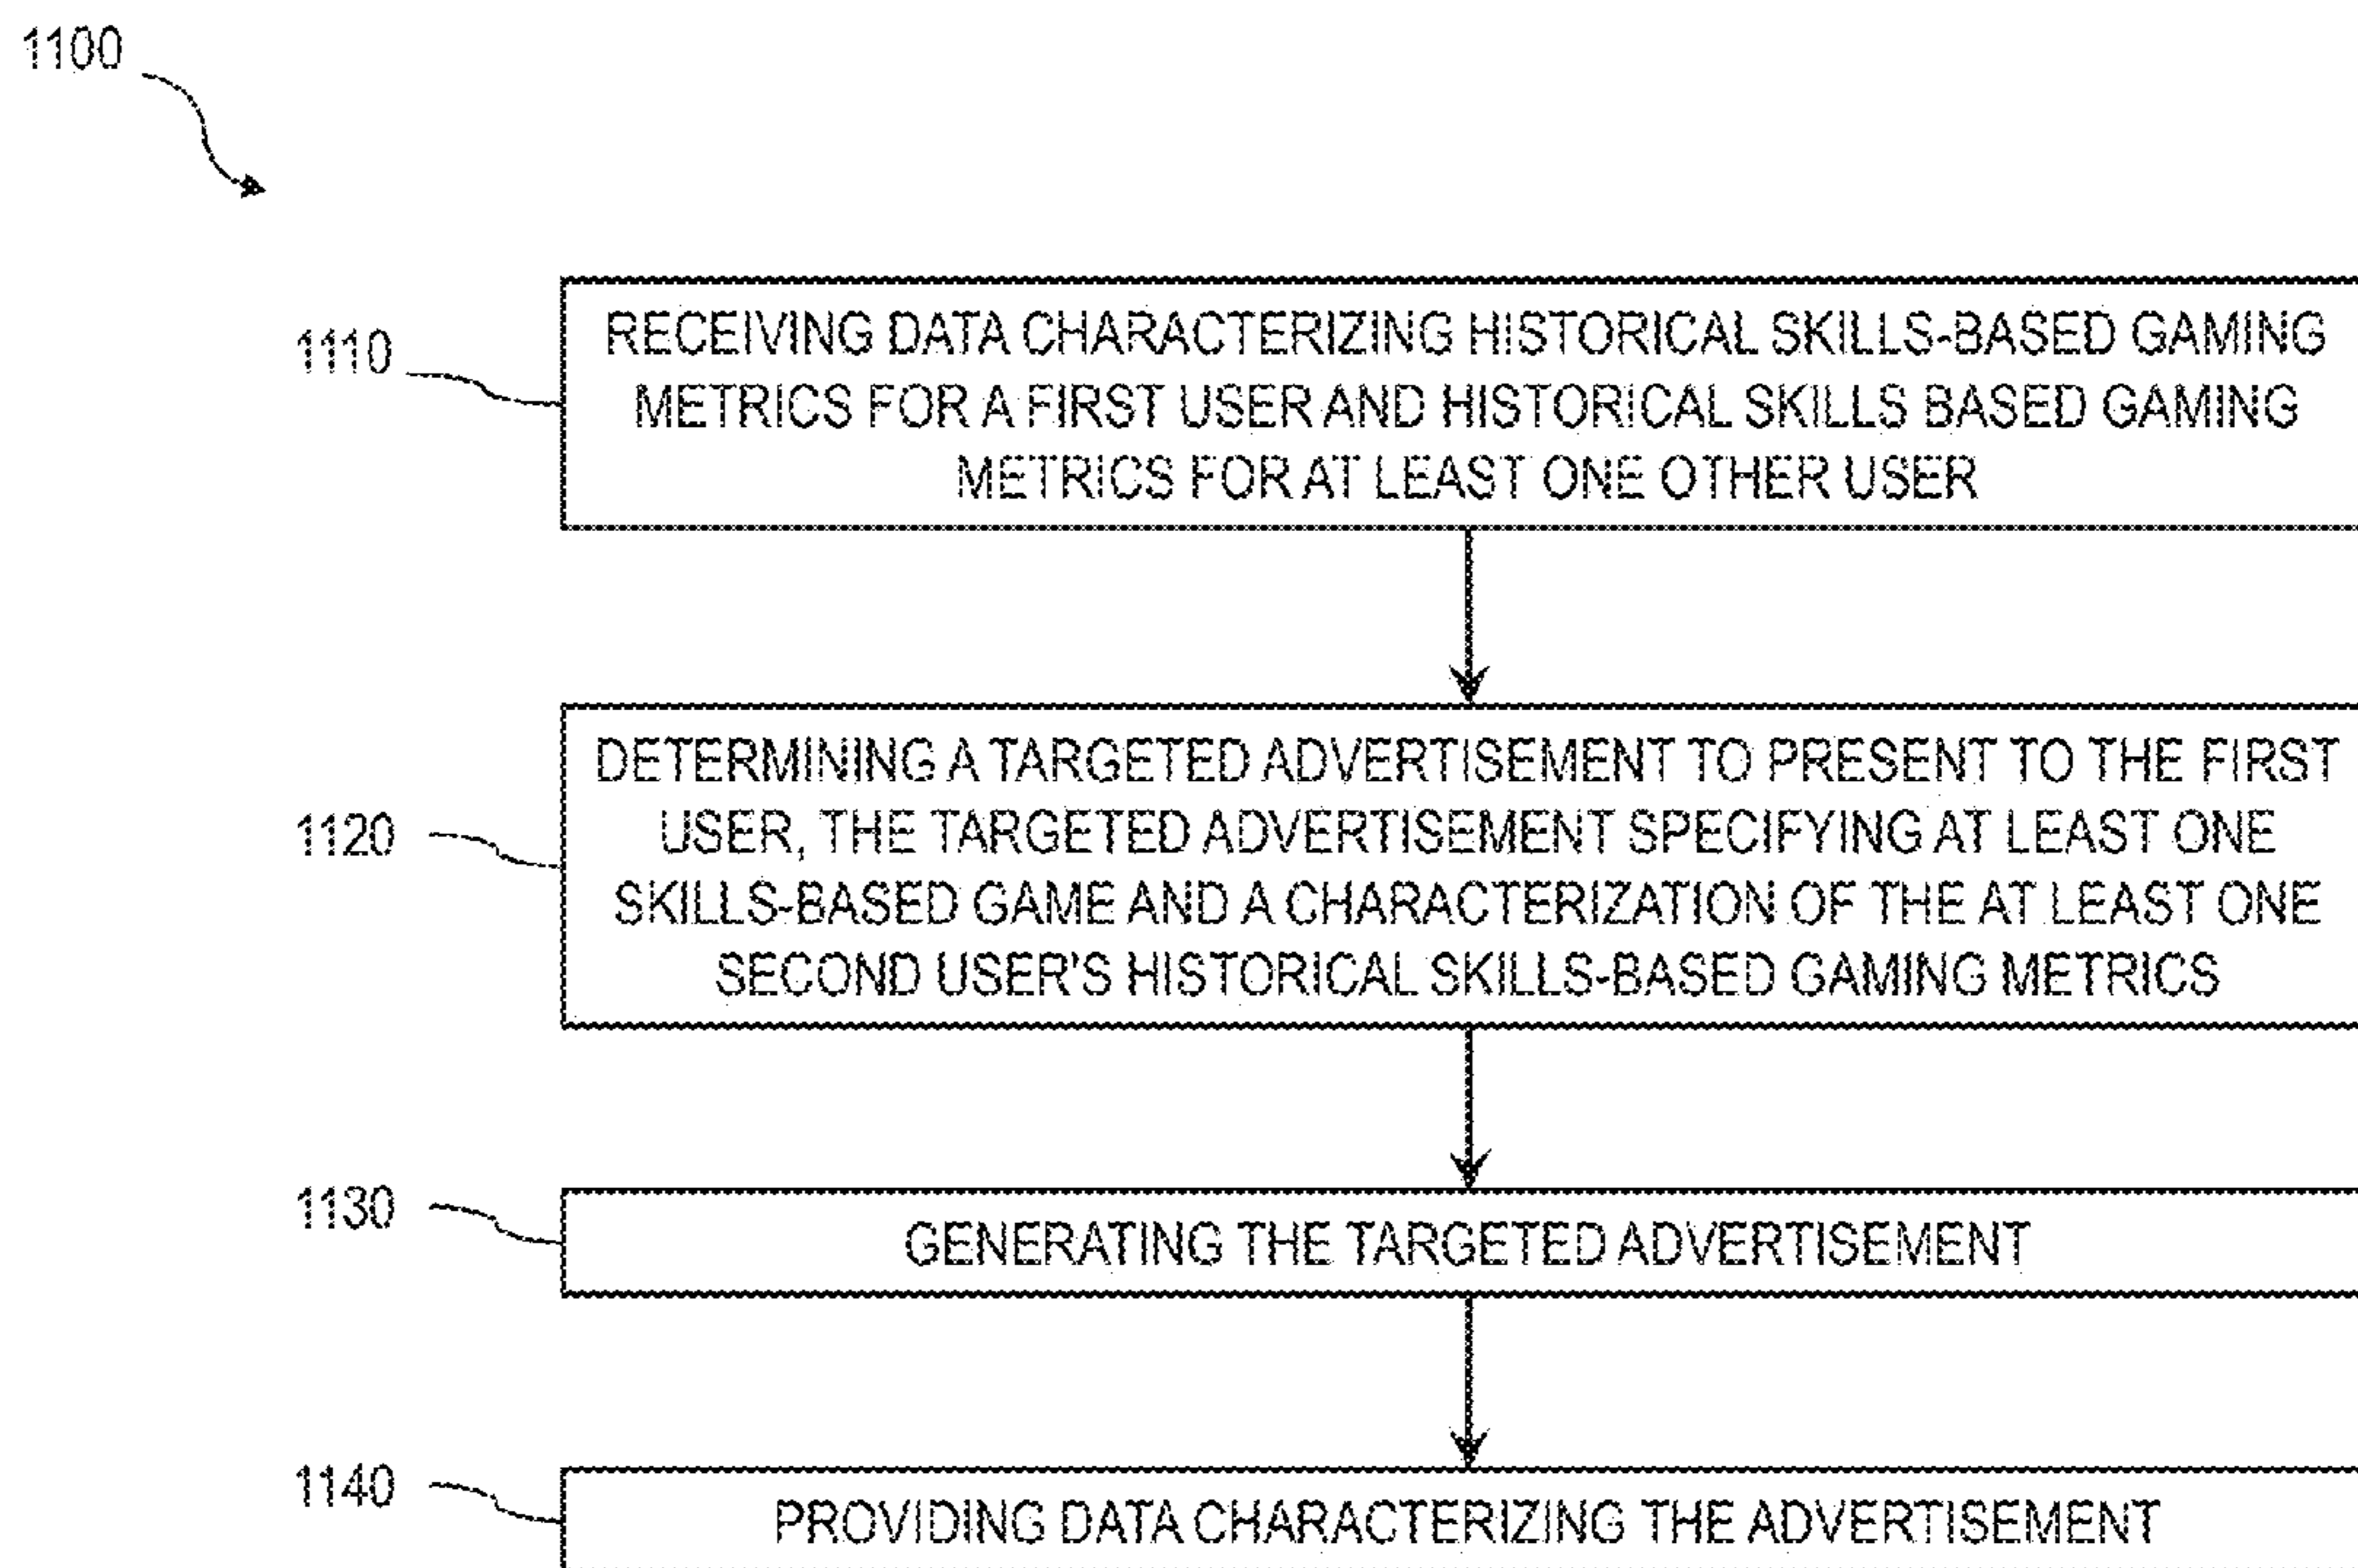 1100
1110
RECEIVING DATA CHARACTERIZING HISTORICAL SKILLS-BASED GAMING
METRICS FOR A FIRST USER AND HISTORICAL SKILLS BASED GAMING
METRICS FOR AT LEAST ONE OTHER USER
1120
DETERMINING A TARGETED ADVERTISEMENT TO PRESENT TO THE FIRST
USER, THE TARGETED ADVERTISEMENT SPECIFYING AT LEAST ONE
SKILLS-BASED GAME AND A CHARACTERIZATION OF THE AT LEAST ONE
SECOND USER'S HISTORICAL SKILLS-BASED GAMING METRICS
1130
GENERATING THE TARGETED ADVERTISEMENT
1140
PROVIDING DATA CHARACTERIZING THE ADVERTISEMENT